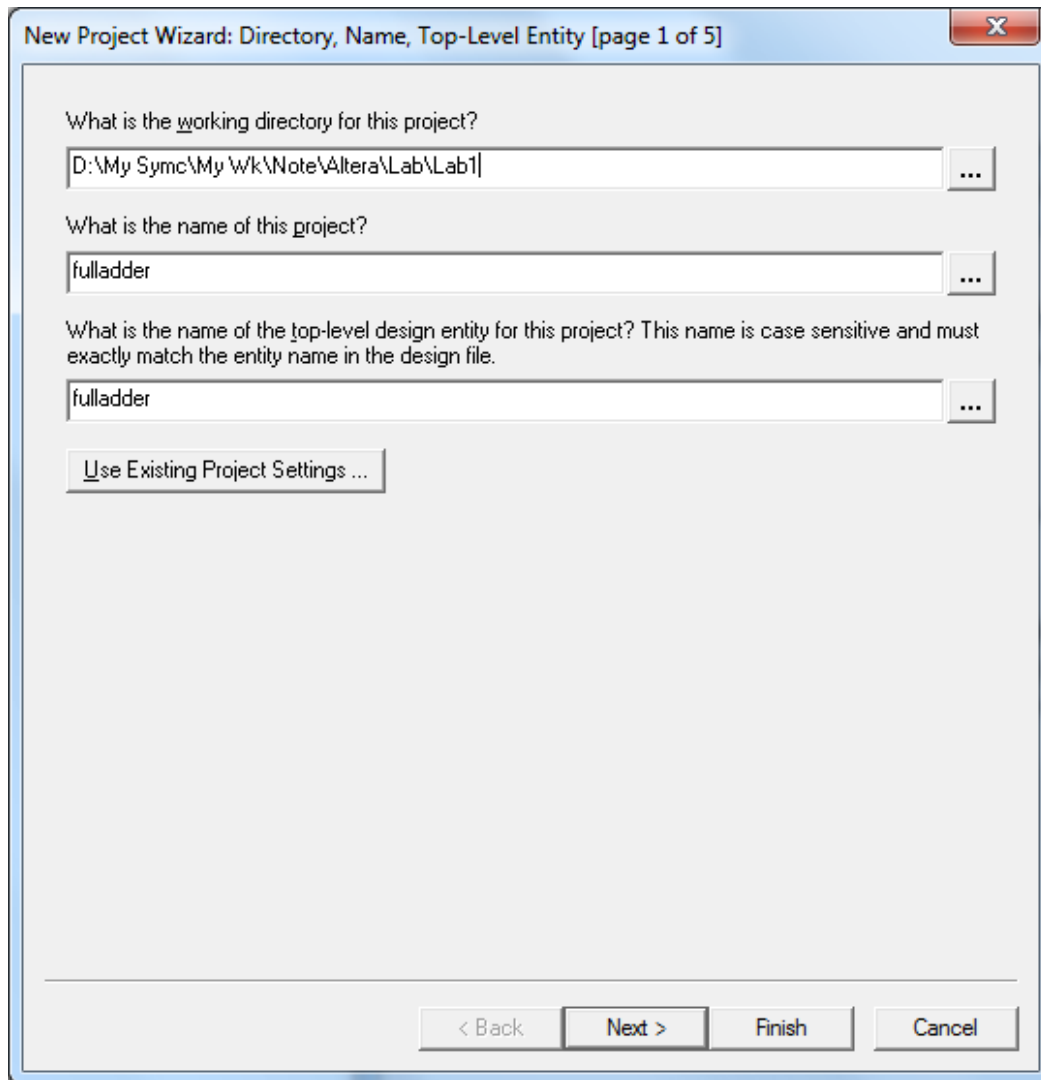 New Project Wizard: Directory, Name, Top-Level Entity [page 1 of 5]
What is the working directory for this project?
D:\My Symc\My Wk\Note\Altera\Lab\Lab1
...
What is the name of this project?
fulladder
...
What is the name of the top-level design entity for this project? This name is case sensitive and must
exactly match the entity name in the design file.
fulladder
...
Use Existing Project Settings ...
< Back
Next >
Finish
Cancel